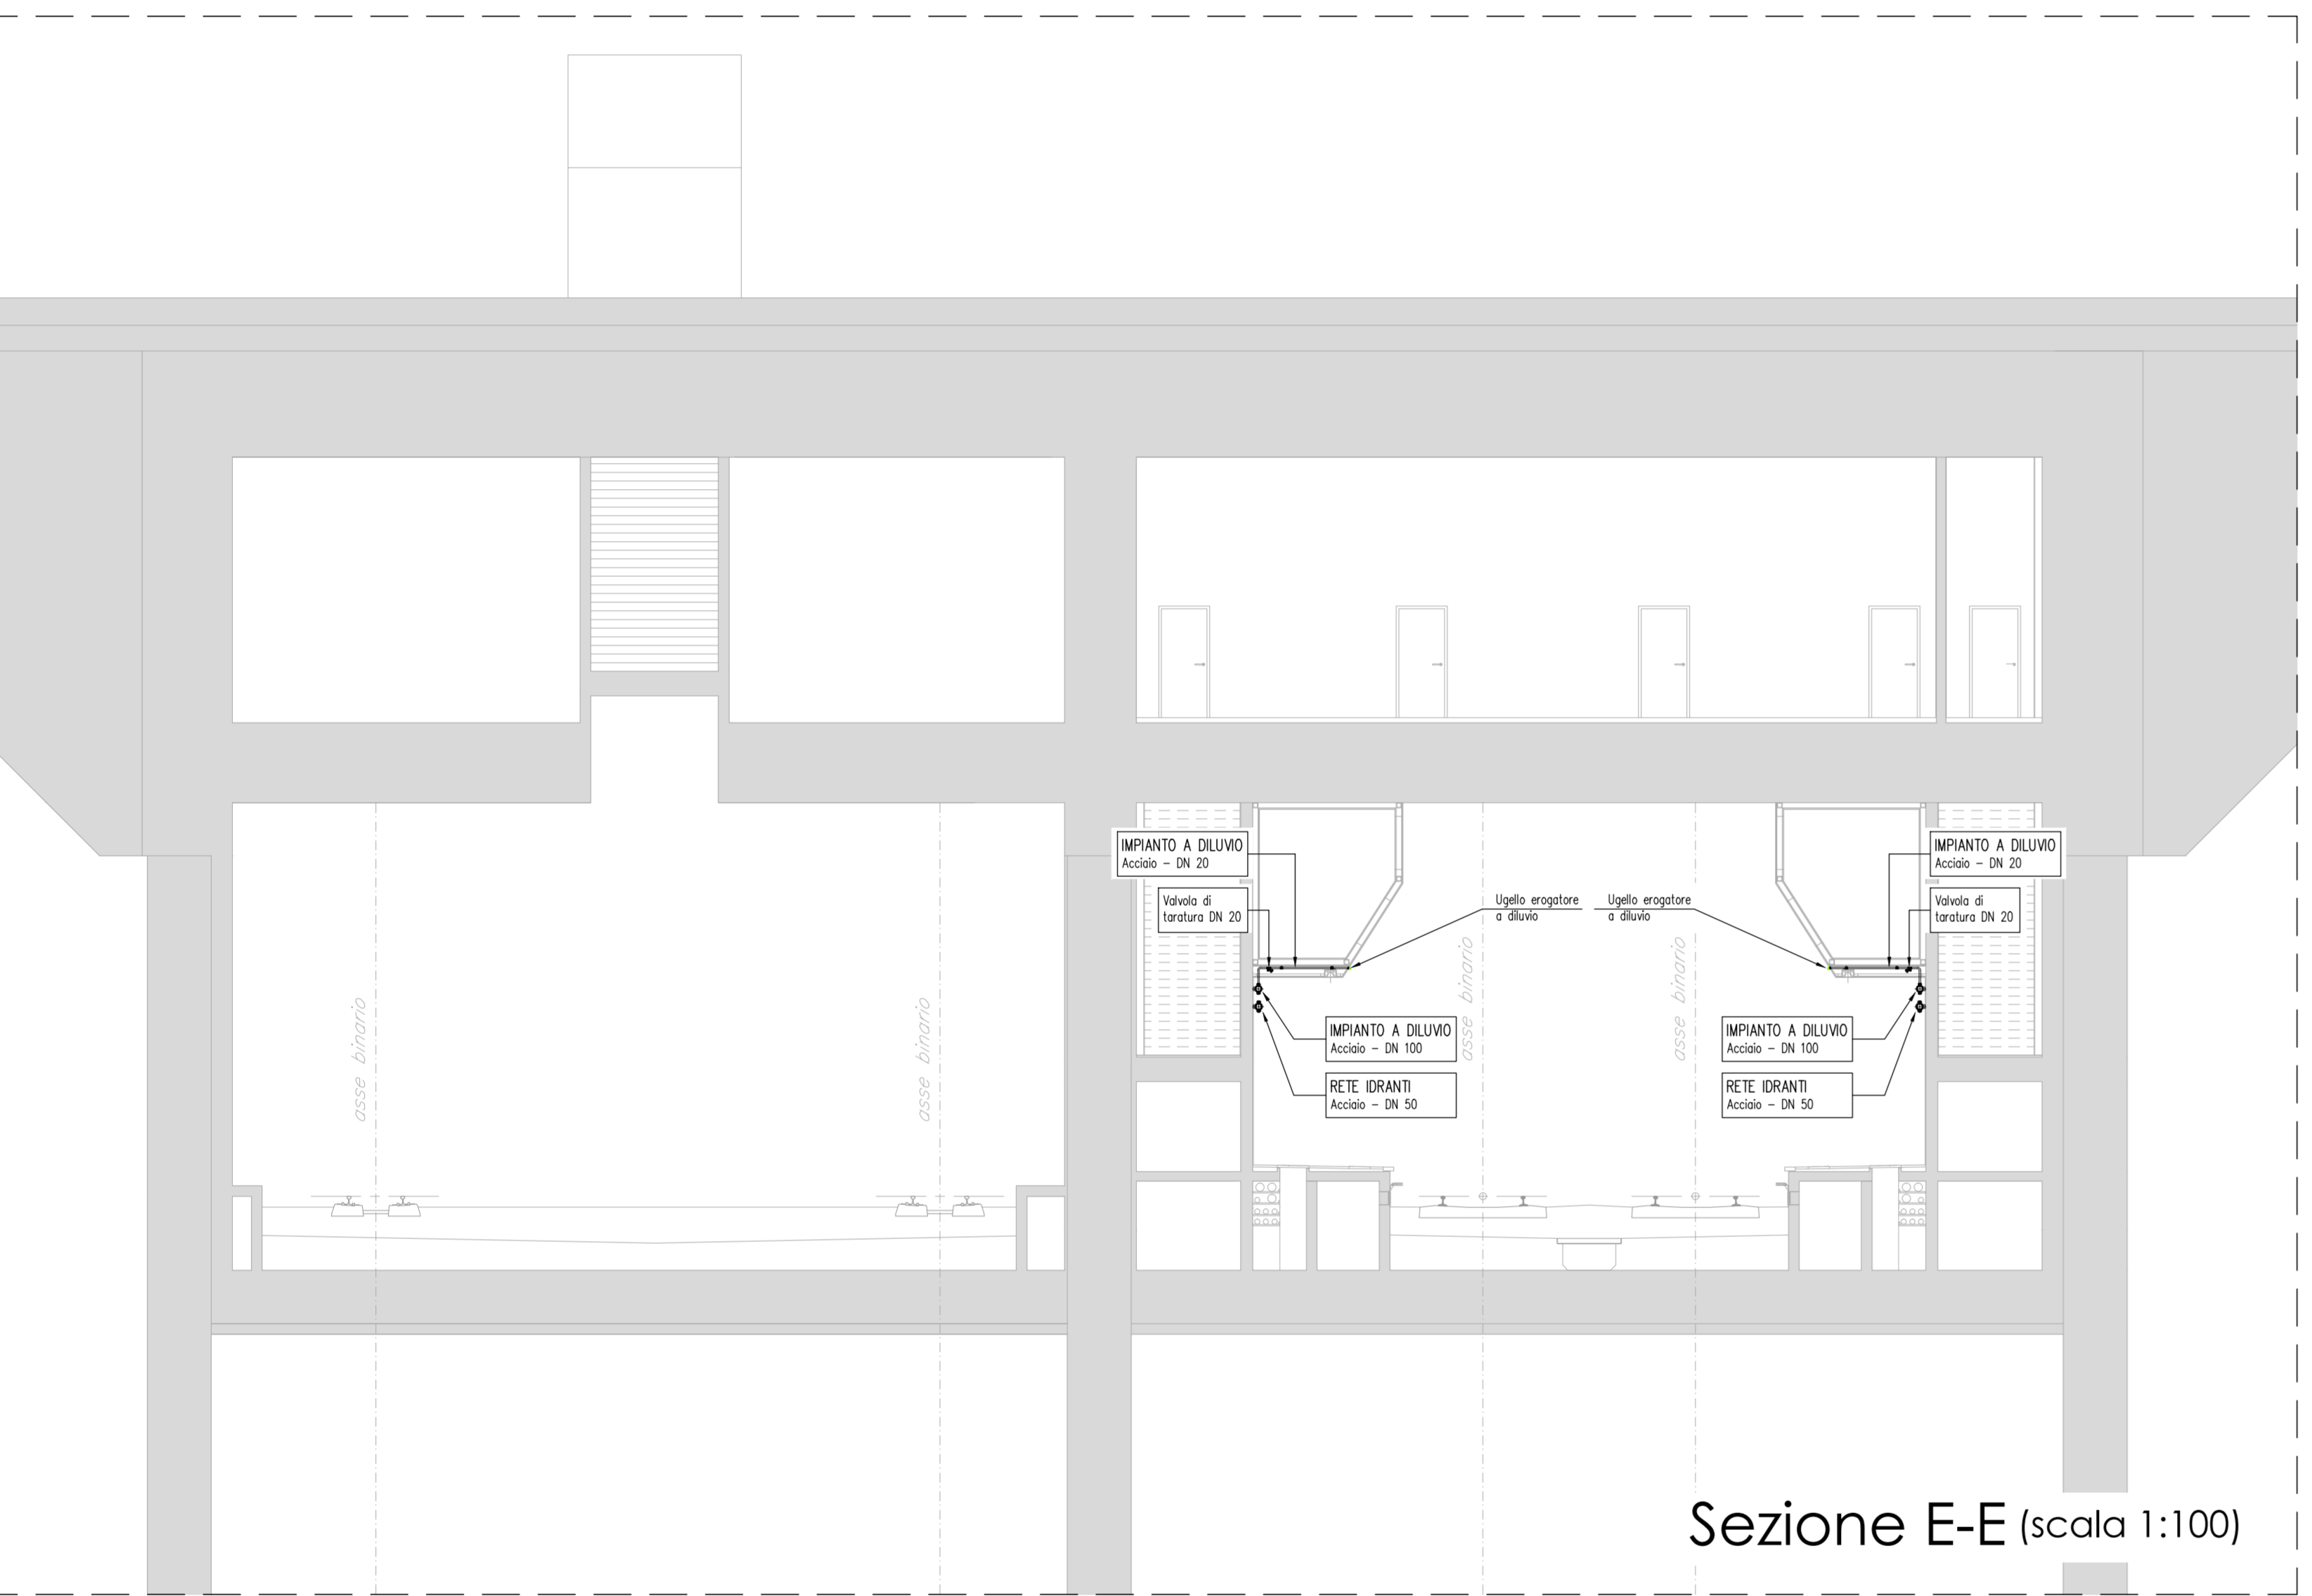 IMPIANTO A DILUVIO
Acciaio – DN 20
Valvola di
taratura DN 20
Ugello erogatore
a diluvio
Ugello erogatore
a diluvio
IMPIANTO A DILUVIO
Acciaio – DN 20
Valvola di
taratura DN 20
asse binario
asse binario
asse binario
asse binario
IMPIANTO A DILUVIO
Acciaio – DN 100
RETE IDRANTI
Acciaio – DN 50
IMPIANTO A DILUVIO
Acciaio – DN 100
RETE IDRANTI
Acciaio – DN 50
Sezione E-E (scala 1:100)